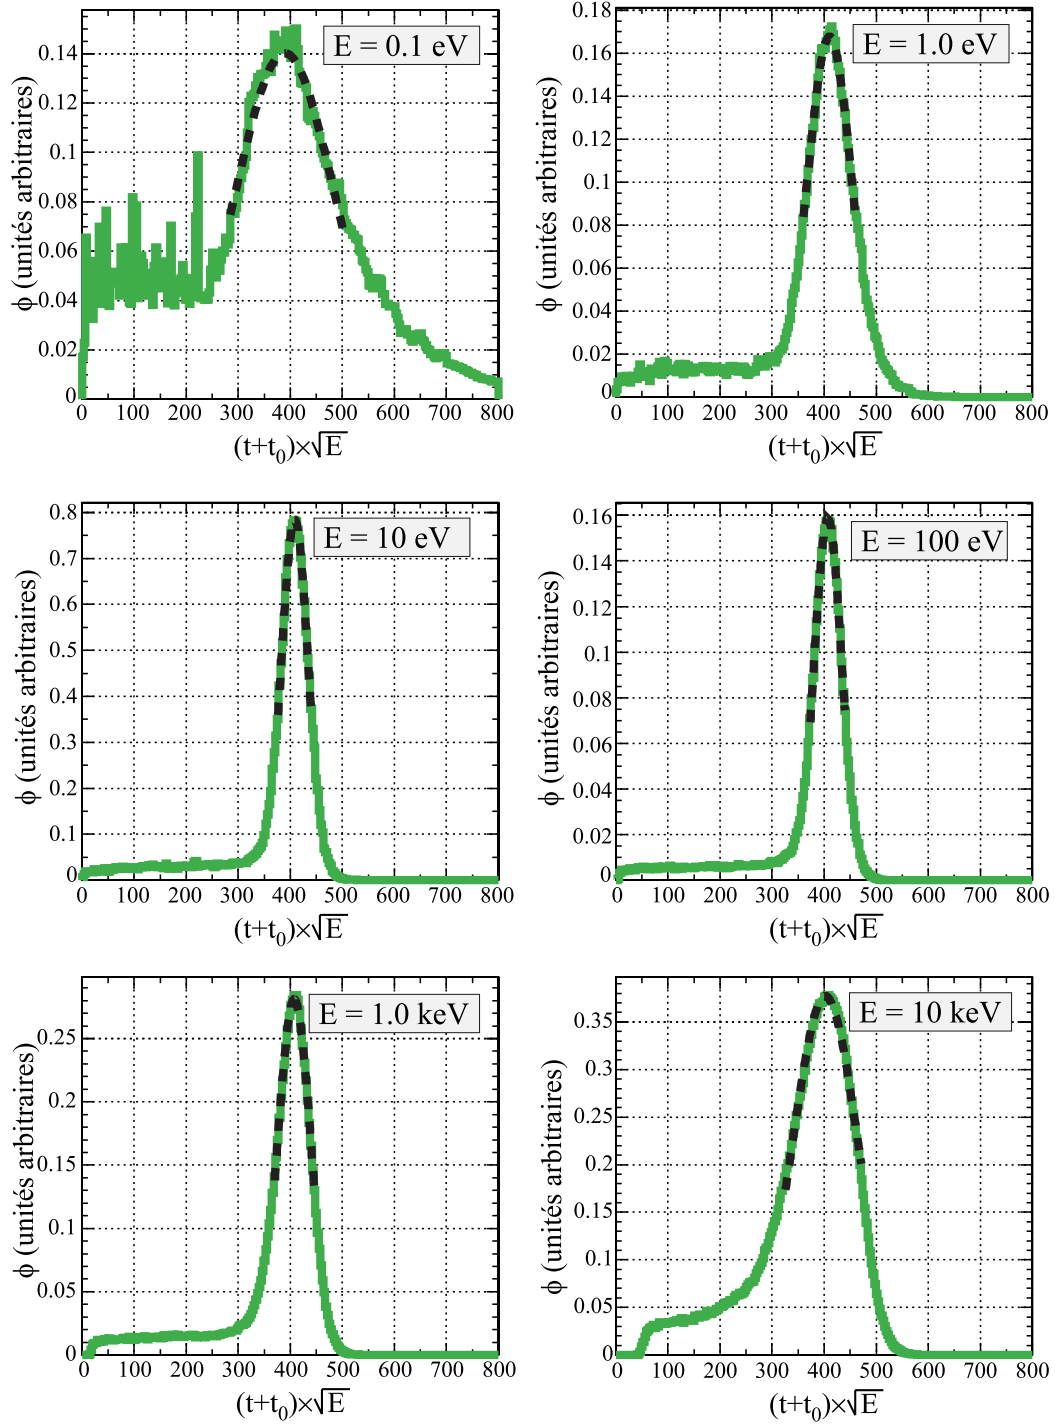 E = 0.1 eV
ϕ (unités arbitraires)
0.14
0.12
0.1
0.08
0.06
0.04
0.02
0
0 100 200 300 400 500 600 700 800
(t+t₀)×√E
E = 1.0 eV
ϕ (unités arbitraires)
0.18
0.16
0.14
0.12
0.1
0.08
0.06
0.04
0.02
0
0 100 200 300 400 500 600 700 800
(t+t₀)×√E
E = 10 eV
ϕ (unités arbitraires)
0.8
0.7
0.6
0.5
0.4
0.3
0.2
0.1
0
0 100 200 300 400 500 600 700 800
(t+t₀)×√E
E = 100 eV
ϕ (unités arbitraires)
0.16
0.14
0.12
0.1
0.08
0.06
0.04
0.02
0
0 100 200 300 400 500 600 700 800
(t+t₀)×√E
E = 1.0 keV
ϕ (unités arbitraires)
0.25
0.2
0.15
0.1
0.05
0
0 100 200 300 400 500 600 700 800
(t+t₀)×√E
E = 10 keV
ϕ (unités arbitraires)
0.35
0.3
0.25
0.2
0.15
0.1
0.05
0
0 100 200 300 400 500 600 700 800
(t+t₀)×√E